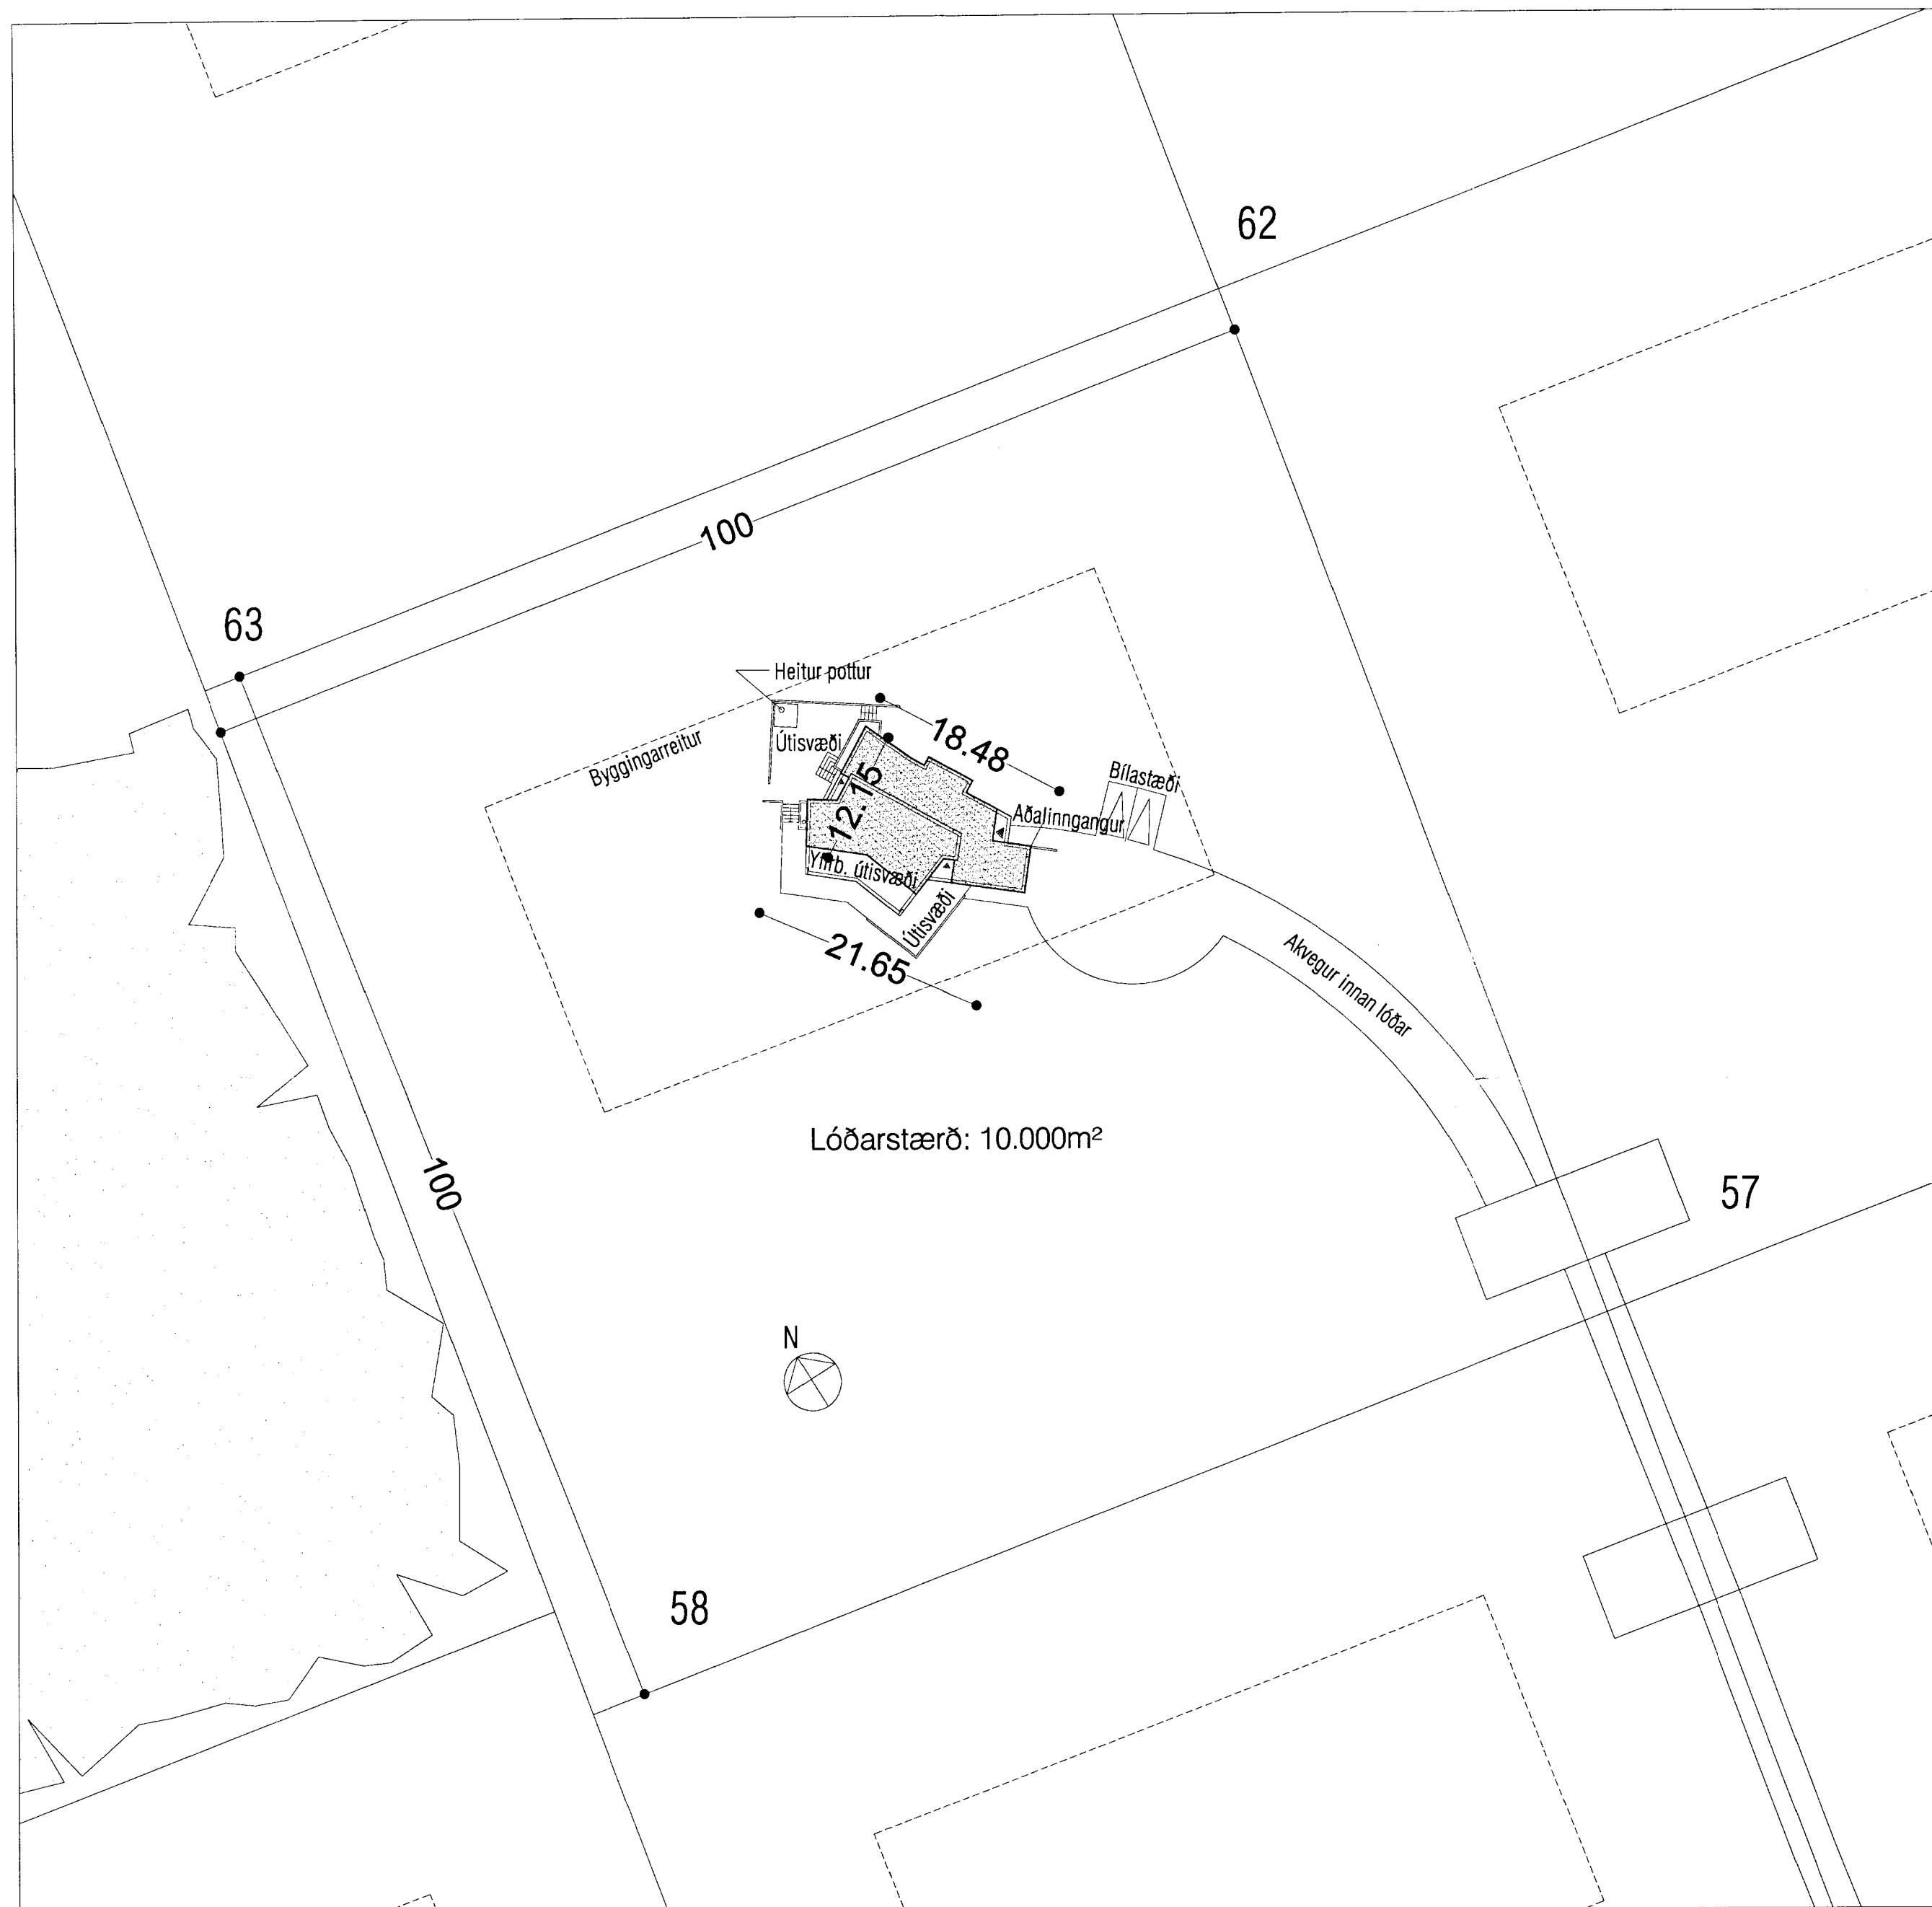 62
100
63
Heitur pottur
18.48
Útisvæði
Byggingarreitur
Bílastæði
12.15
Aðalinngangur
Yfirb. útisvæði
Útisvæði
21.65
Akvegur innan lóðar
Lóðarstærð: 10.000m²
100
57
N
58